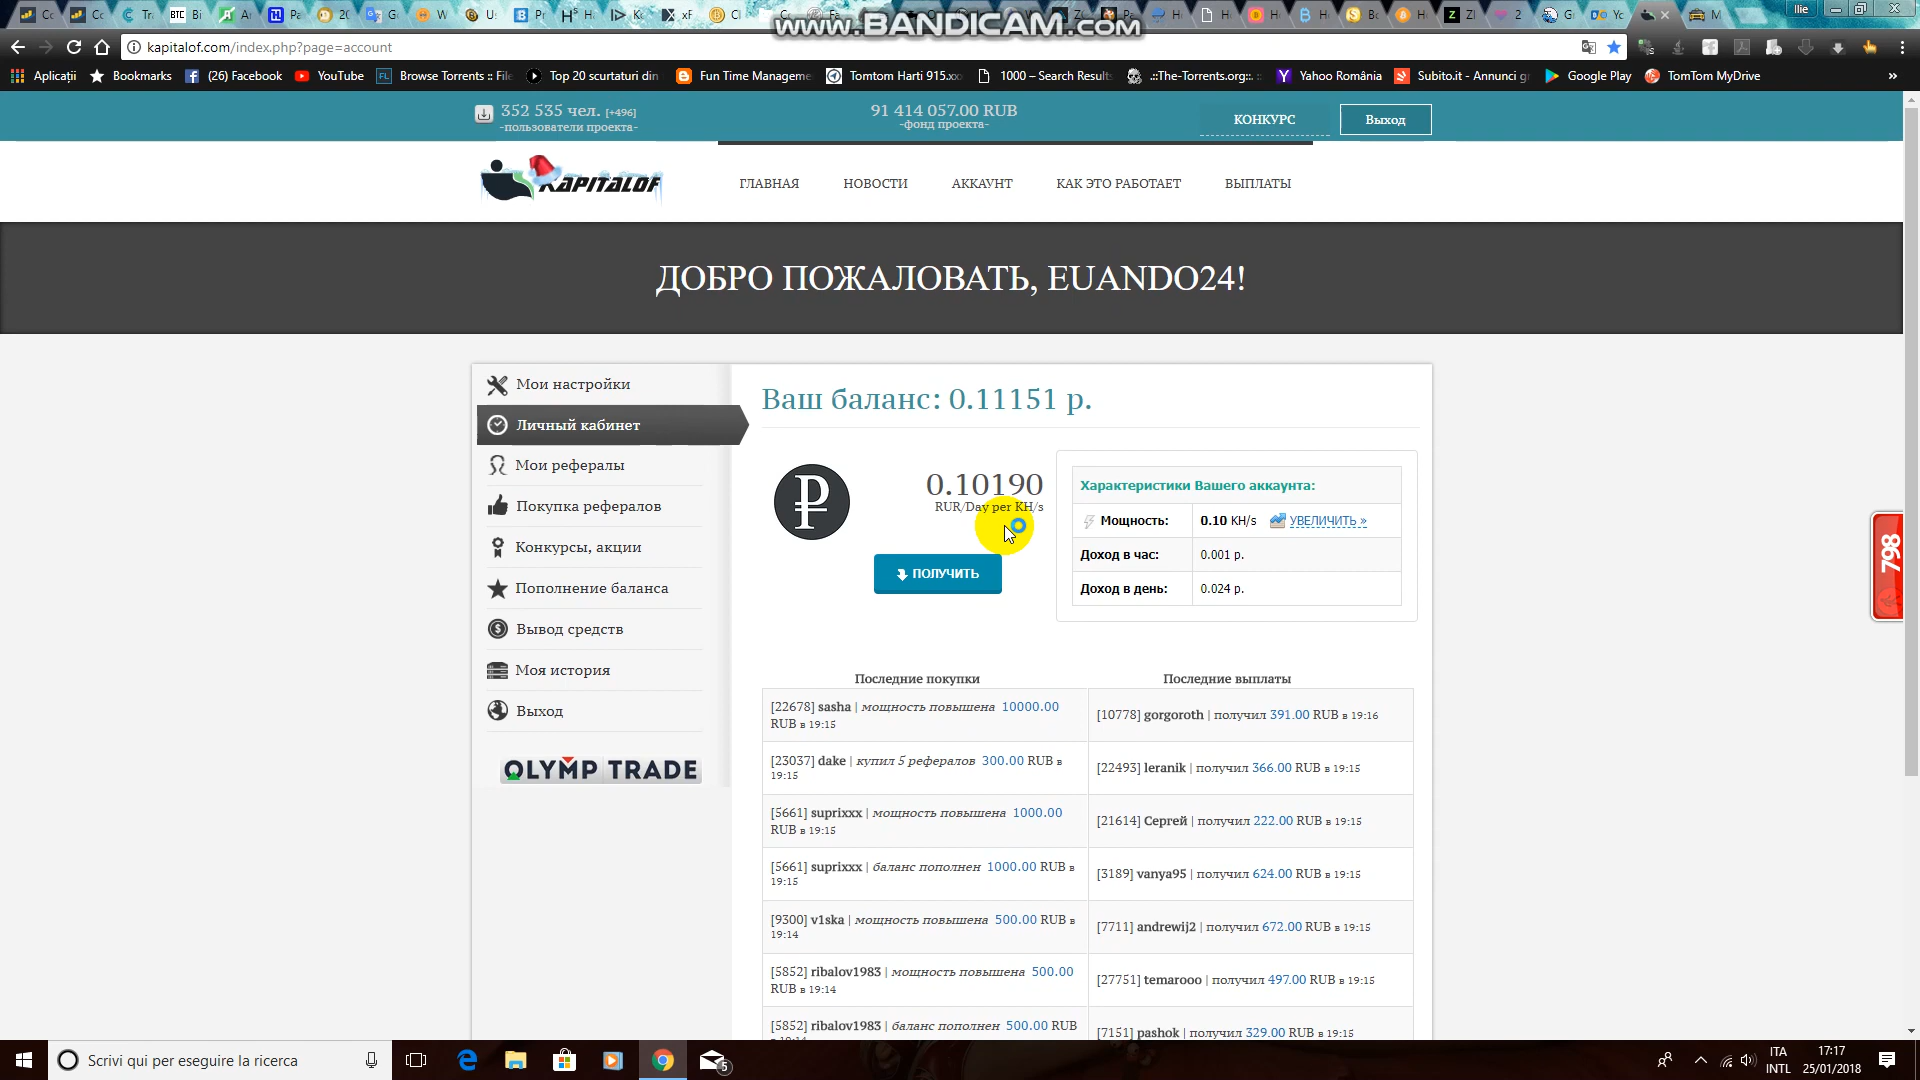 www.BANDICAM.com
Ilie
kapitalof.com/index.php?page=account
Aplicații
Bookmarks
(26) Facebook
YouTube
Browse Torrents :: File
Top 20 scurtaturi din
Fun Time Manageme
Tomtom Harti 915.xx
1000 – Search Results
.::The-Torrents.org::.
Yahoo România
Subito.it - Annunci gr
Google Play
TomTom MyDrive
352 535 чел. [+496]
-пользователи проекта-
91 414 057.00 RUB
-фонд проекта-
КОНКУРС
Выход
KAPITALOF
ГЛАВНАЯ
НОВОСТИ
АККАУНТ
КАК ЭТО РАБОТАЕТ
ВЫПЛАТЫ
ДОБРО ПОЖАЛОВАТЬ, EUANDO24!
Мои настройки
Личный кабинет
Мои рефералы
Покупка рефералов
Конкурсы, акции
Пополнение баланса
Вывод средств
Моя история
Выход
OLYMP TRADE
Ваш баланс: 0.11151 р.
0.10190
RUR/Day per KH/s
ПОЛУЧИТЬ
Характеристики Вашего аккаунта:
Мощность: 0.10 KH/s УВЕЛИЧИТЬ »
Доход в час: 0.001 р.
Доход в день: 0.024 р.
798
Последние покупки
[22678] sasha | мощность повышена 10000.00
RUB в 19:15
[23037] dake | купил 5 рефералов 300.00 RUB в
19:15
[5661] suprixxx | мощность повышена 1000.00
RUB в 19:15
[5661] suprixxx | баланс пополнен 1000.00 RUB в
19:15
[9300] v1ska | мощность повышена 500.00 RUB в
19:14
[5852] ribalov1983 | мощность повышена 500.00
RUB в 19:14
[5852] ribalov1983 | баланс пополнен 500.00 RUB
Последние выплаты
[10778] gorgoroth | получил 391.00 RUB в 19:16
[22493] leranik | получил 366.00 RUB в 19:15
[21614] Сергей | получил 222.00 RUB в 19:15
[3189] vanya95 | получил 624.00 RUB в 19:15
[7711] andrewij2 | получил 672.00 RUB в 19:15
[27751] temarooo | получил 497.00 RUB в 19:15
[7151] pashok | получил 329.00 RUB в 19:15
Scrivi qui per eseguire la ricerca
5
ITA
INTL
17:17
25/01/2018